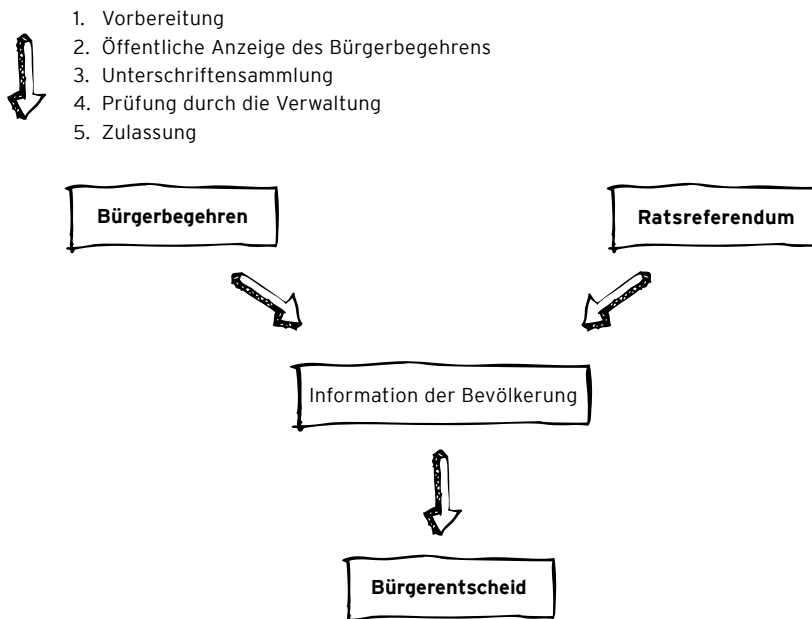 1. Vorbereitung
2. Öffentliche Anzeige des Bürgerbegehrens
3. Unterschriftensammlung
4. Prüfung durch die Verwaltung
5. Zulassung
Bürgerbegehren
Ratsreferendum
Information der Bevölkerung
Bürgerentscheid